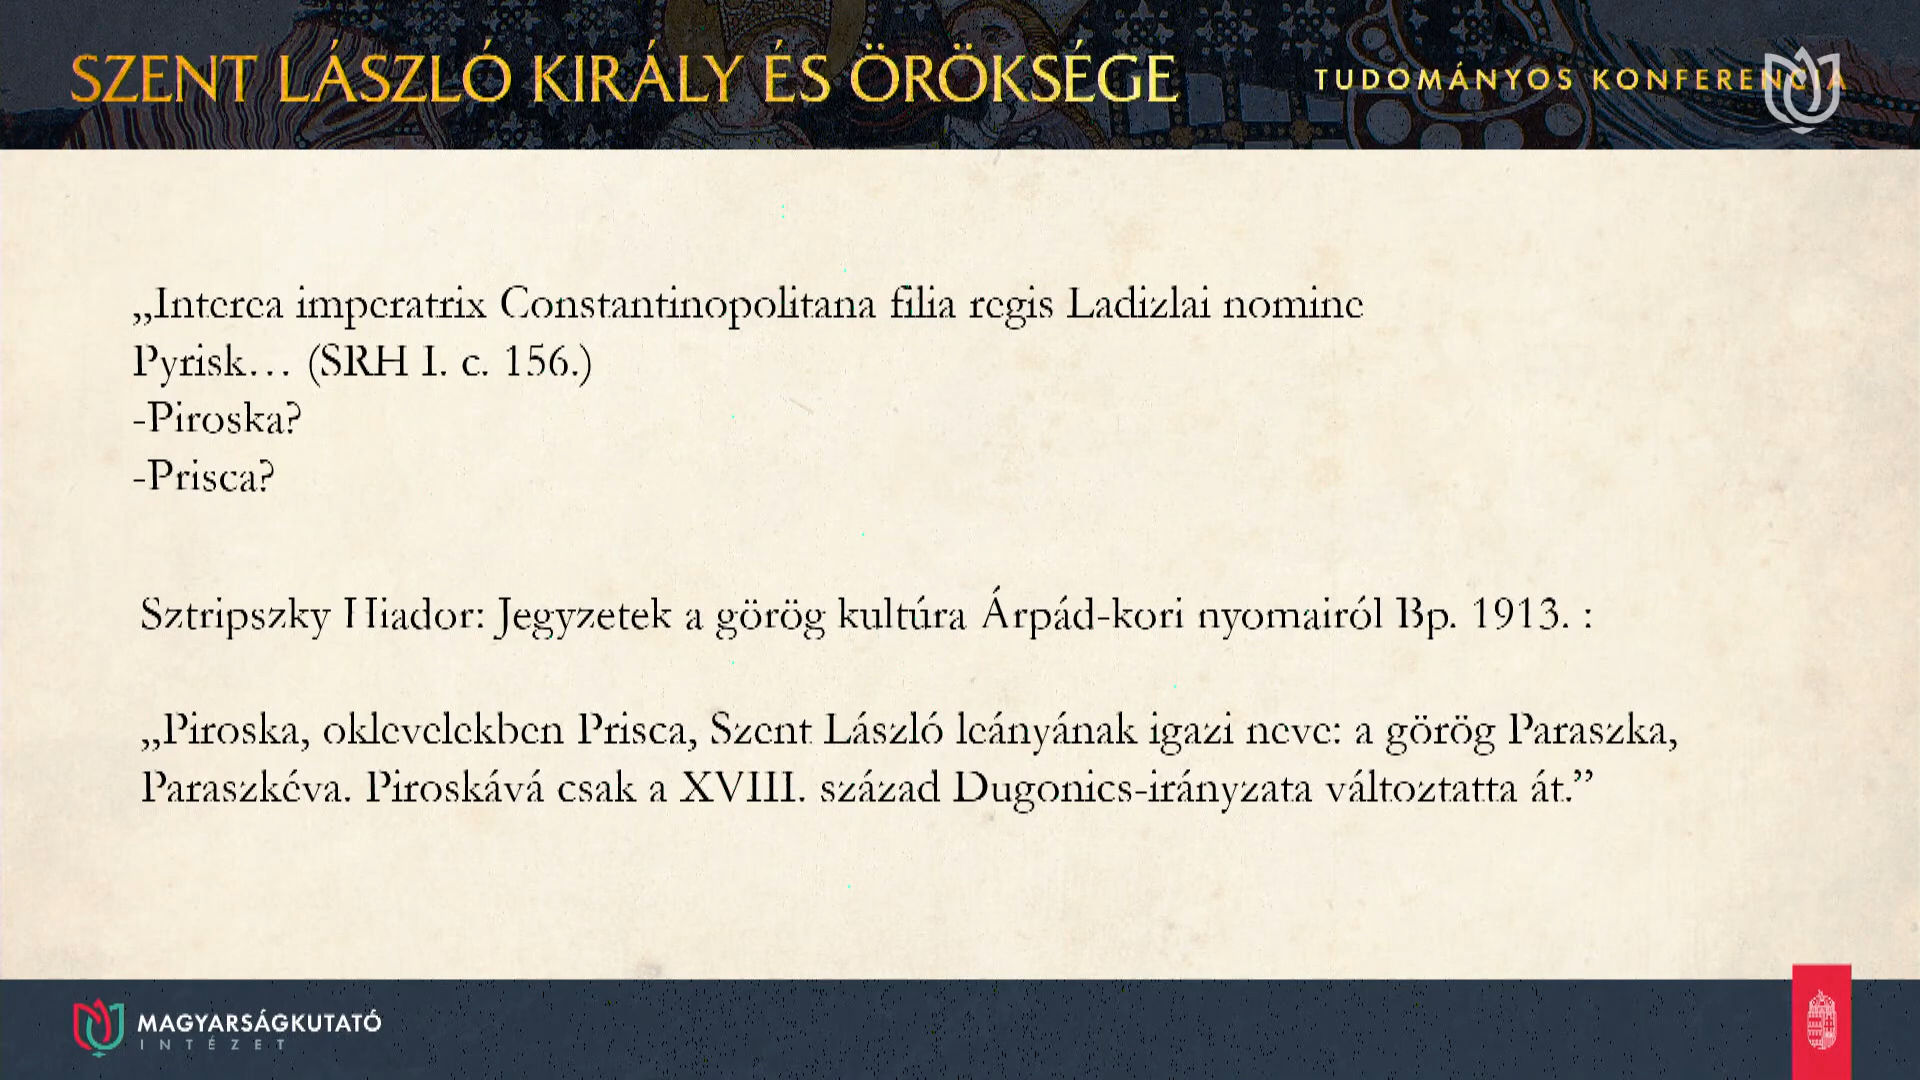 SZENT LÁSZLÓ KIRÁLY ÉS ÖRÖKSÉGE
TUDOMÁNYOS KONFERENCIA
„Interea imperatrix Constantinopolitana filia regis Ladizlai nomine
Pyrisk… (SRH I. c. 156.)
-Piroska?
-Prisca?
Sztripszky Hiador: Jegyzetek a görög kultúra Árpád-kori nyomairól Bp. 1913. :
„Piroska, oklevelekben Prisca, Szent László leányának igazi neve: a görög Paraszka,
Paraszkéva. Piroskává csak a XVIII. század Dugonics-irányzata változtatta át.”
MAGYARSÁGKUTATÓ
INTÉZET